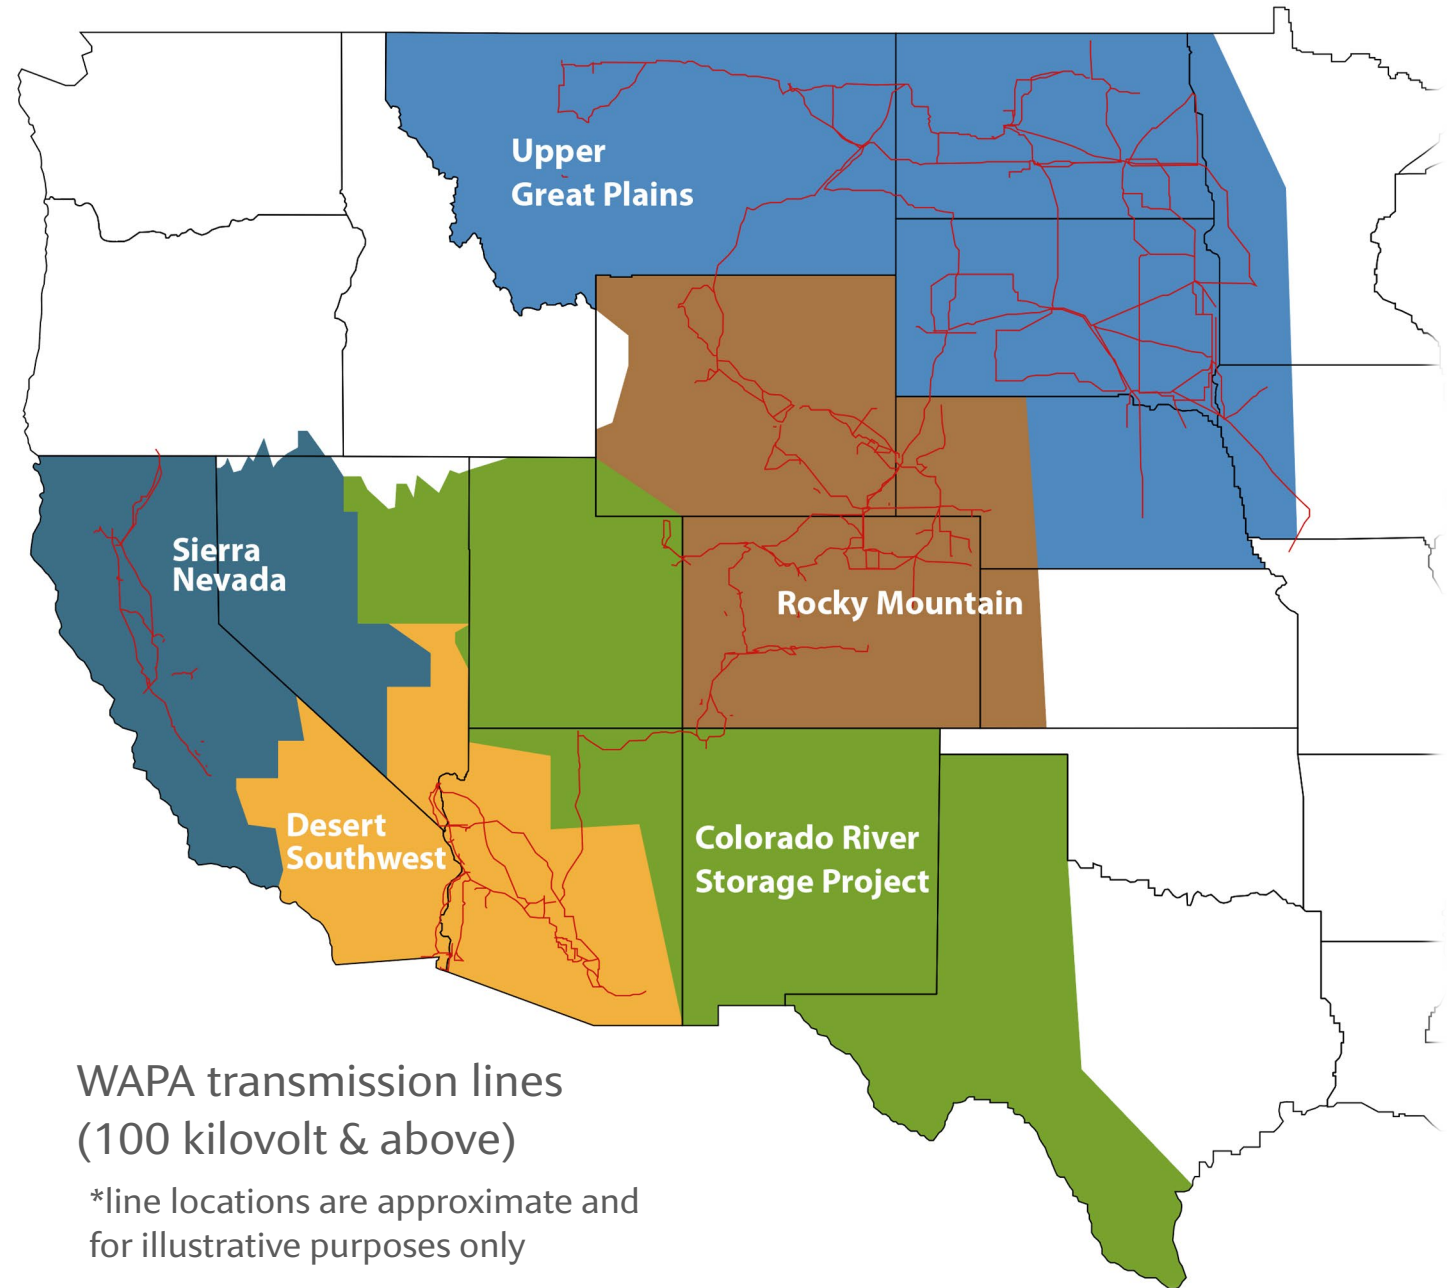 Upper
Great Plains
Sierra
Nevada
Rocky Mountain
Desert
Southwest
Colorado River
Storage Project
WAPA transmission lines
(100 kilovolt & above)
*line locations are approximate and
for illustrative purposes only